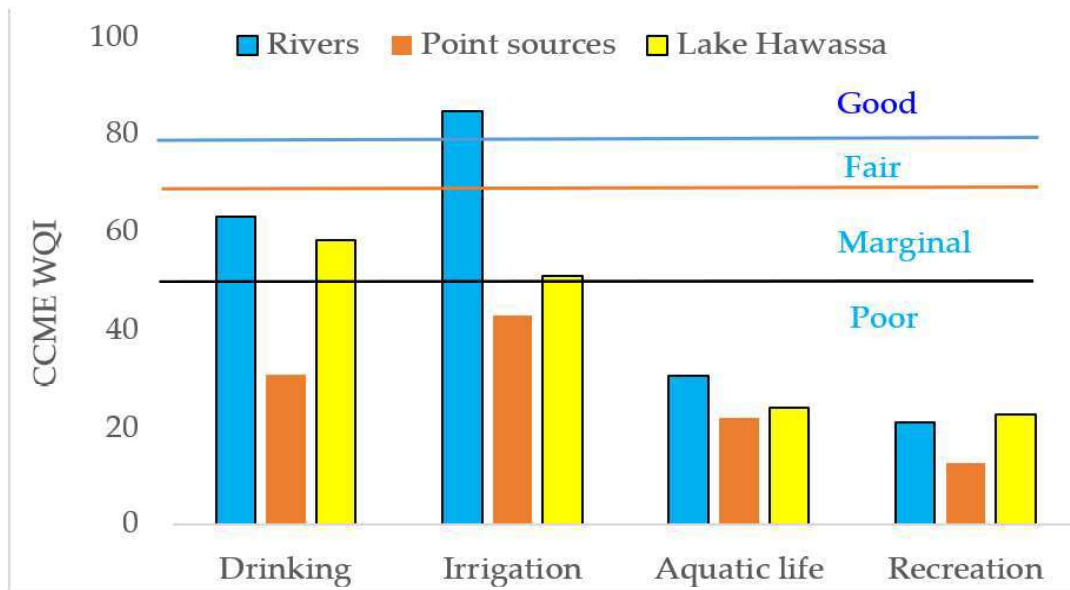 100
Rivers Point sources Lake Hawassa
Good
80
Fair
60
Marginal
CCME WQI
40
Poor
20
0
Drinking Irrigation Aquatic life Recreation